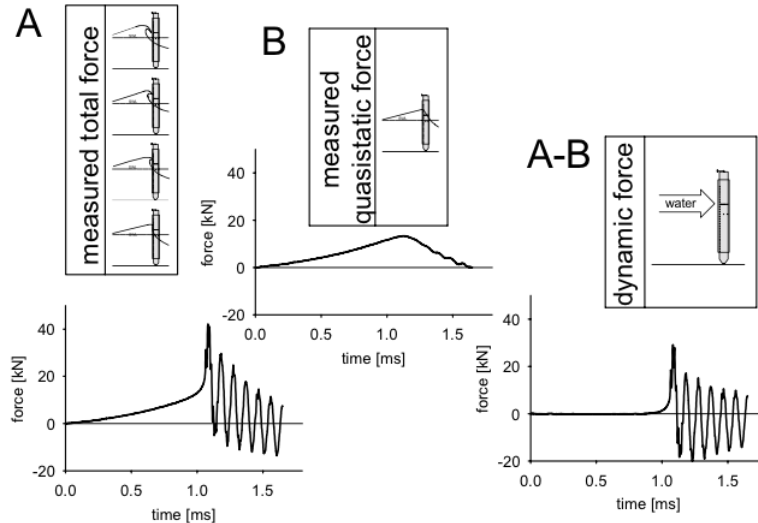 A
measured total force
force [kN]
40
20
0
-20
0.0
0.5
1.0
1.5
time [ms]
B
measured
quasistatic force
force [kN]
40
20
0
-20
0.0
0.5
1.0
1.5
time [ms]
A-B
dynamic force
water
force [kN]
40
20
0
-20
0.0
0.5
1.0
1.5
time [ms]